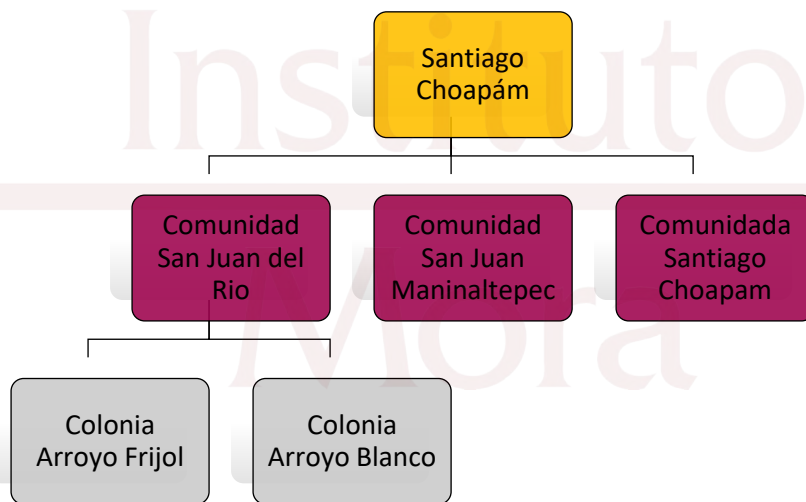 Instituto
Mora
Santiago
Choapám
Comunidad
San Juan del
Rio
Comunidad
San Juan
Maninaltepec
Comunidada
Santiago
Choapam
Colonia
Arroyo Frijol
Colonia
Arroyo Blanco